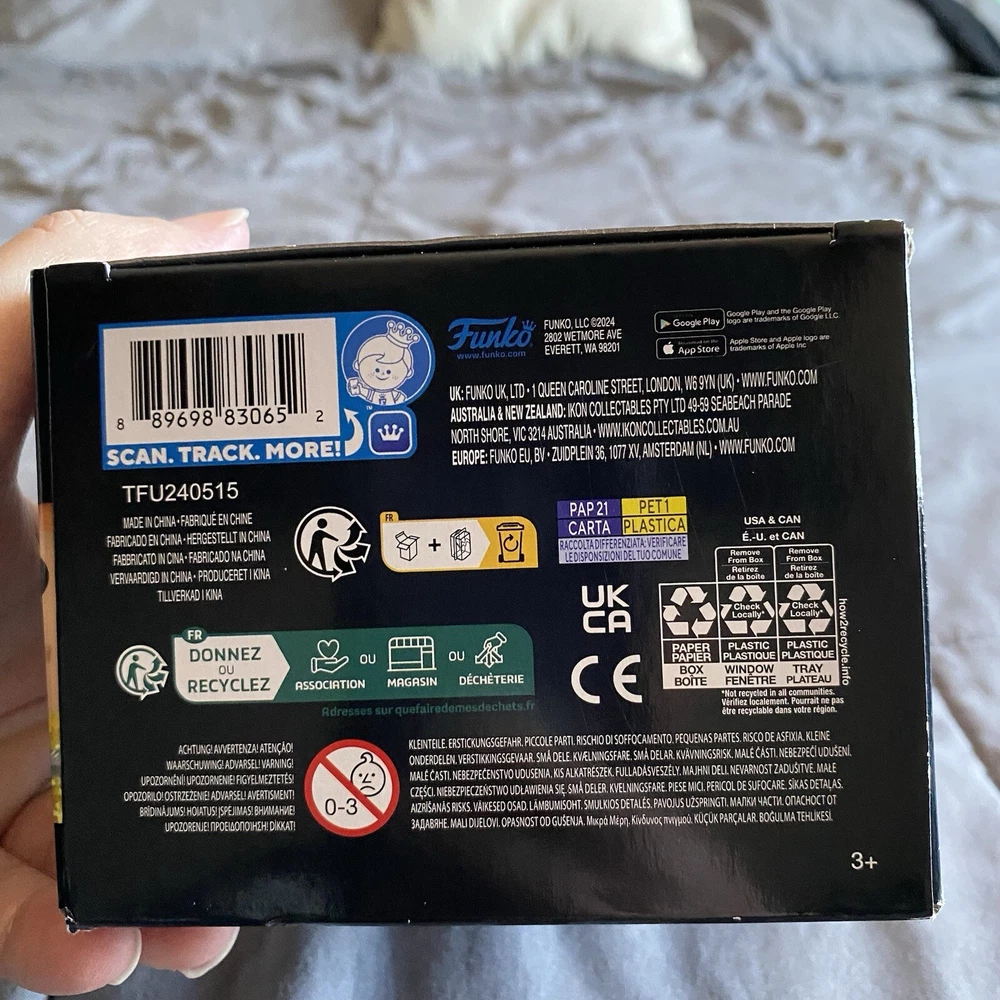 8 89698 83065 2
SCAN. TRACK. MORE!
™
TFU240515
MADE IN CHINA • FABRIQUÉ EN CHINE
FABRICADO EN CHINA • HERGESTELLT IN CHINA
FABBRICATO IN CINA • FABRICADO NA CHINA
VERVAARDIGD IN CHINA • PRODUCERET I KINA
TILLVERKAD I KINA
Funko
www.funko.com
FUNKO, LLC ©2024
2802 WETMORE AVE
EVERETT, WA 98201
Google Play
Google Play and the Google Play
logo are trademarks of Google LLC
App Store
Apple Store and Apple logo are
trademarks of Apple Inc
UK: FUNKO UK, LTD • 1 QUEEN CAROLINE STREET, LONDON, W6 9YN (UK) • WWW.FUNKO.COM
AUSTRALIA & NEW ZEALAND: IKON COLLECTABLES PTY LTD 49-59 SEABEACH PARADE
NORTH SHORE, VIC 3214 AUSTRALIA • WWW.IKONCOLLECTABLES.COM.AU
EUROPE: FUNKO EU, BV • ZUIDPLEIN 36, 1077 XV, AMSTERDAM (NL) • WWW.FUNKO.COM
FR
+
PAP 21 PET 1
CARTA PLASTICA
RACCOLTA DIFFERENZIATA: VERIFICARE
LE DISPOSIZIONI DEL TUO COMUNE
UK
CA
CE
USA & CAN
É.-U. et CAN
Remove From Box
Retirez de la boîte
Remove From Box
Retirez de la boîte
Check Locally*
Check Locally*
PAPER PAPIER
PLASTIC PLASTIQUE
PLASTIC PLASTIQUE
BOX BOÎTE
WINDOW FENÊTRE
TRAY PLATEAU
how2recycle.info
*Not recycled in all communities.
Vérifiez localement. Pourrait ne pas
être recyclable dans votre région.
FR
DONNEZ
OU
RECYCLEZ
ASSOCIATION
OU
MAGASIN
OU
DÉCHÈTERIE
Adresses sur quefairedemesdechets.fr
ACHTUNG! AVVERTENZA! ATENÇÃO!
WAARSCHUWING! ADVARSEL! WARNING!
UPOZORNĚNÍ! UPOZORNENIE! FIGYELMEZTETÉS!
OPOZORILO! OSTRZEŻENIE! ADVARSEL! AVERTISMENT!
BRĪDINĀJUMS! HOIATUS! ĮSPĖJIMAS! ВНИМАНИЕ!
UPOZORENJE! ΠΡΟΕΙΔΟΠΟΙΗΣΗ! DİKKAT!
0-3
KLEINTEILE. ERSTICKUNGSGEFAHR. PICCOLE PARTI. RISCHIO DI SOFFOCAMENTO. PEQUENAS PARTES. RISCO DE ASFIXIA. KLEINE
ONDERDELEN. VERSTIKKINGSGEVAAR. SMÅ DELE. KVÆLNINGSFARE. SMÅ DELAR. KVÄVNINGSRISK. MALÉ ČÁSTI. NEBEZPEČÍ UDUŠENÍ.
MALÉ ČASTI. NEBEZPEČENSTVO UDUSENIA. KIS ALKATRÉSZEK. FULLADÁSVESZÉLY. MAJHNI DELI. NEVARNOST ZADUŠITVE. MAŁE
CZĘŚCI. NIEBEZPIECZEŃSTWO UDŁAWIENIA SIĘ. SMÅ DELER. KVELNINGSFARE. PIESE MICI. PERICOL DE SUFOCARE. SĪKAS DETAĻAS.
AIZRĪŠANĀS RISKS. VÄIKESED OSAD. LÄMBUMISOHT. SMULKIOS DETALĖS. PAVOJUS UŽSPRINGTI. МАЛКИ ЧАСТИ. ОПАСНОСТ ОТ
ЗАДАВЯНЕ. MALI DIJELOVI. OPASNOST OD GUŠENJA. Μικρά Μέρη. Κίνδυνος πνιγμού. KÜÇÜK PARÇALAR. BOĞULMA TEHLİKESİ.
3+